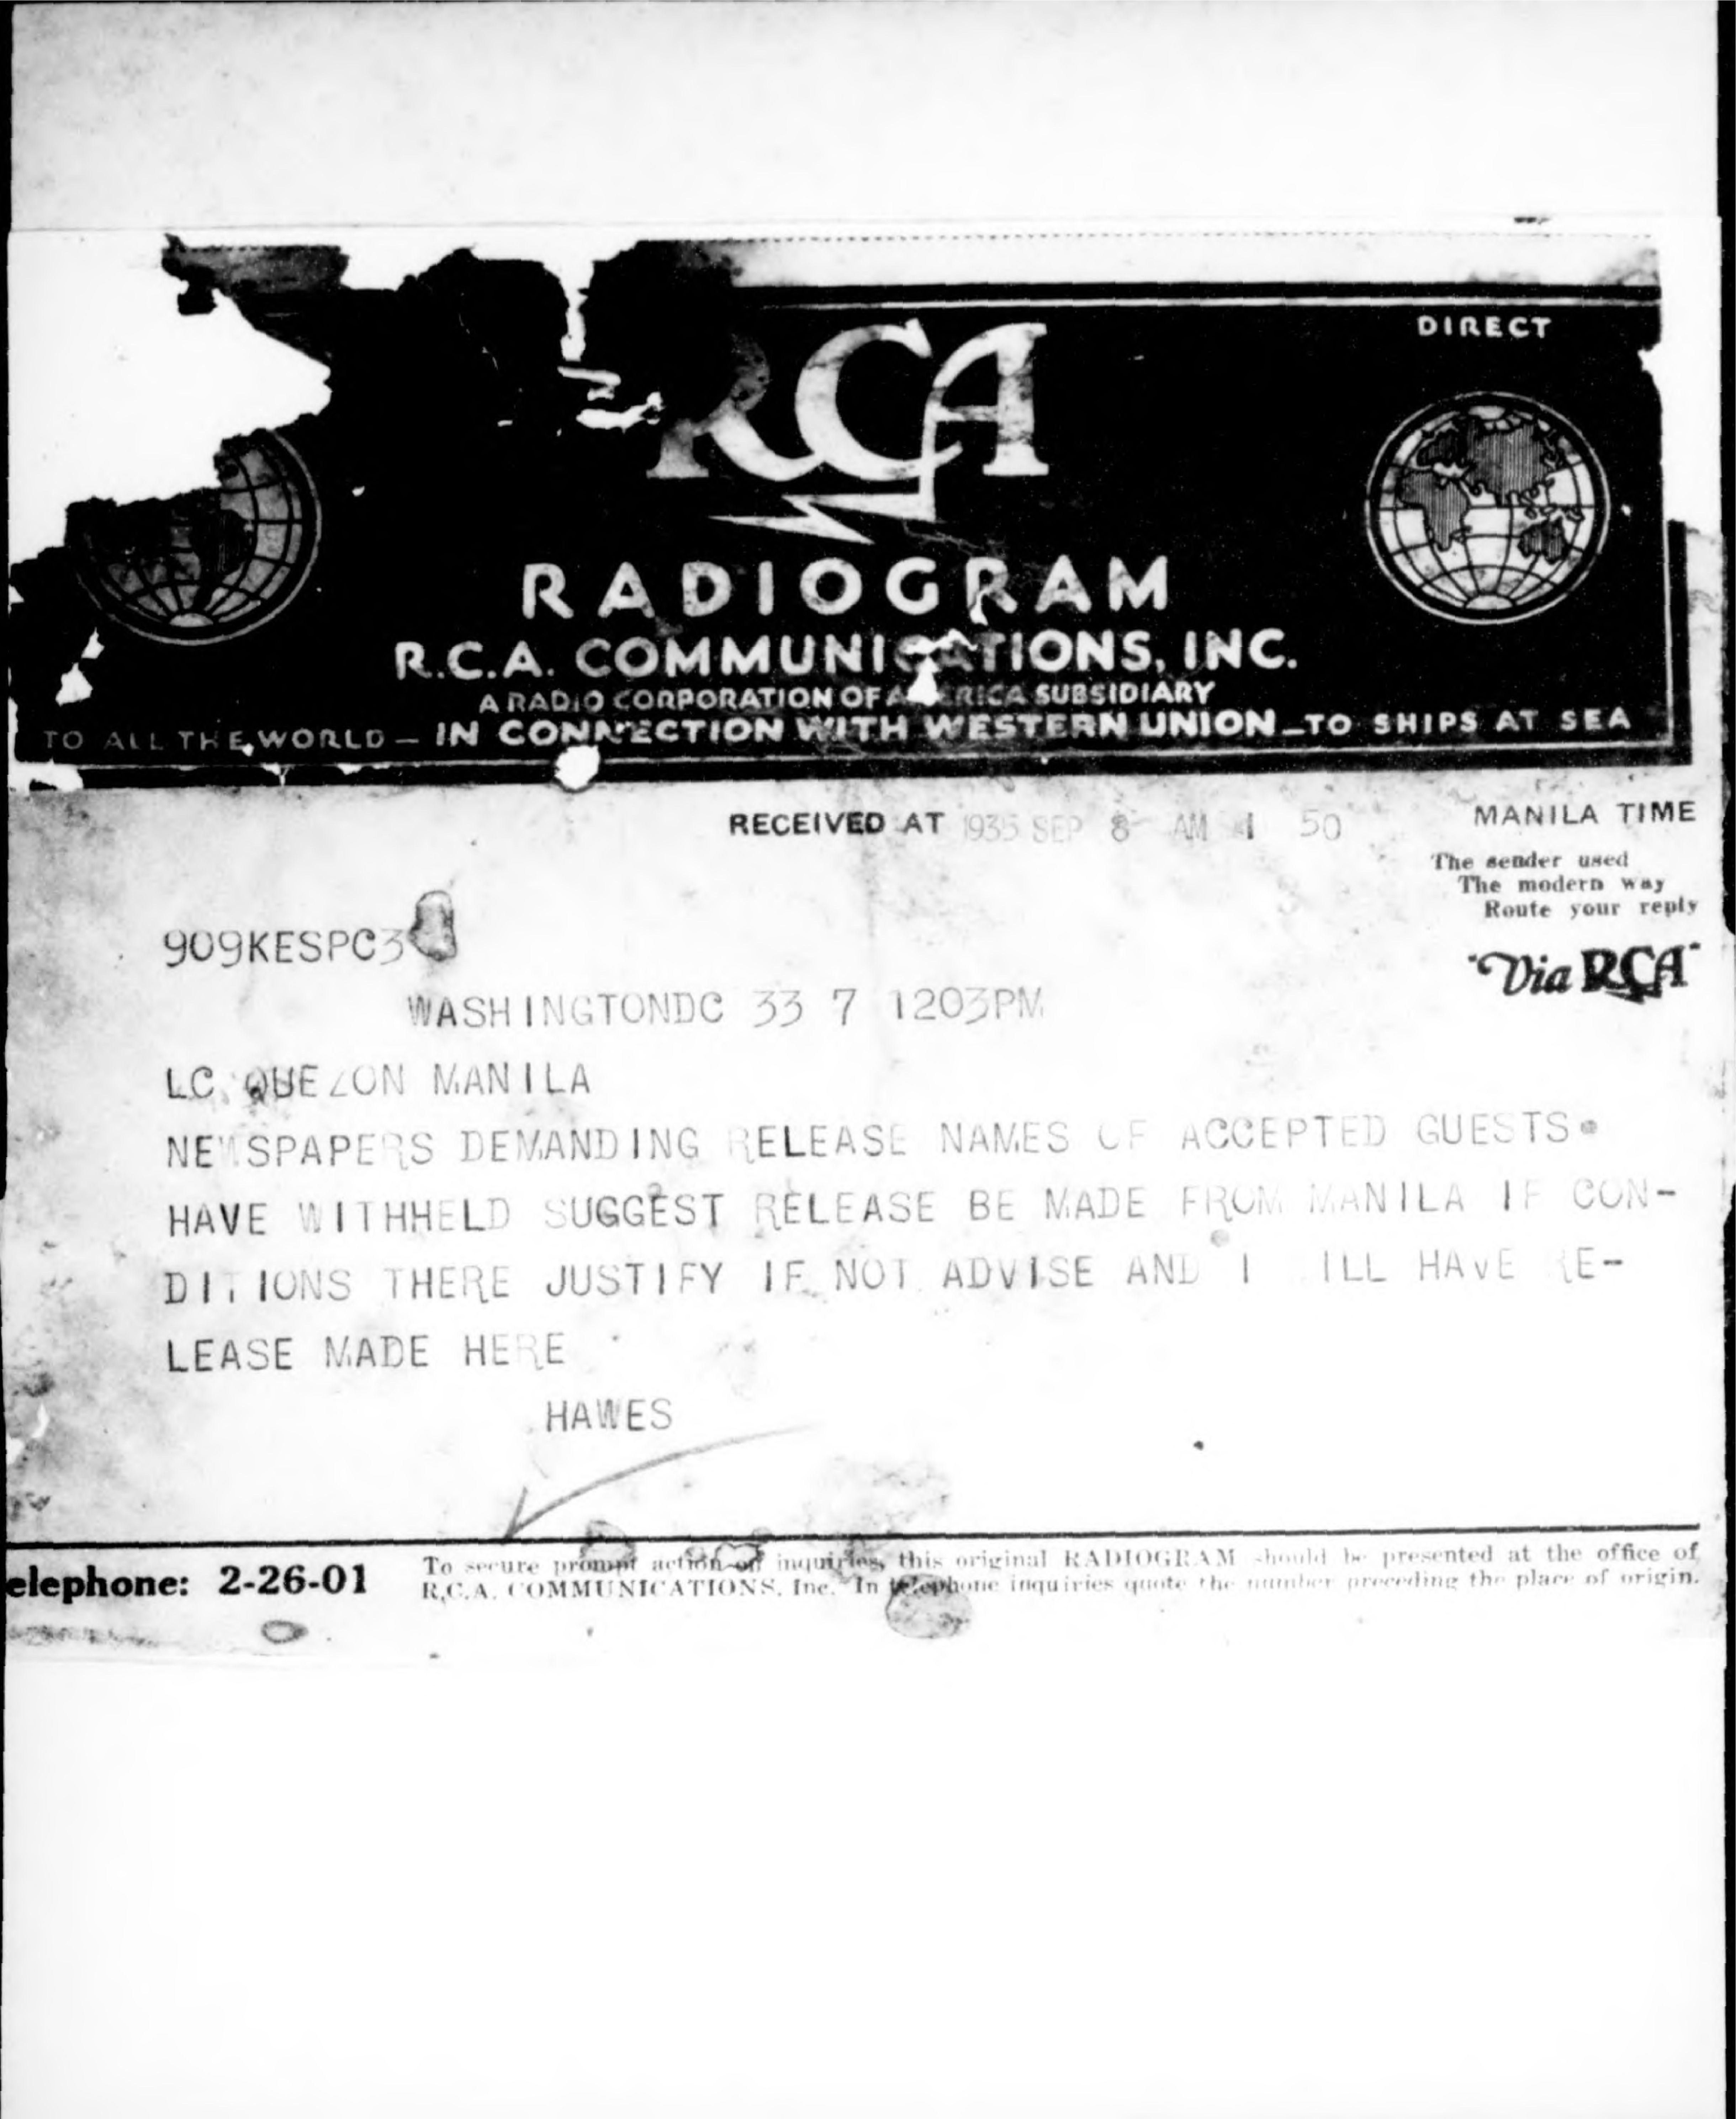 DIRECT
RCA
RADIOGRAM
R.C.A. COMMUNICATIONS, INC.
A RADIO CORPORATION OF AMERICA SUBSIDIARY
TO ALL THE WORLD — IN CONNECTION WITH WESTERN UNION — TO SHIPS AT SEA
RECEIVED AT 1935 SEP 8 AM 1 50 MANILA TIME
The sender used
The modern way
Route your reply
"Via RCA"
909KESPC3
WASHINGTONDC 33 7 1203PM
LC QUEZON MANILA
NEWSPAPERS DEMANDING RELEASE NAMES OF ACCEPTED GUESTS.
HAVE WITHHELD SUGGEST RELEASE BE MADE FROM MANILA IF CON-
DITIONS THERE JUSTIFY IF NOT ADVISE AND I ILL HAVE RE-
LEASE MADE HERE
HAWES
elephone: 2-26-01
To secure prompt action on inquiries, this original RADIOGRAM should be presented at the office of
R.C.A. COMMUNICATIONS, Inc. In telephone inquiries quote the number preceding the place of origin.